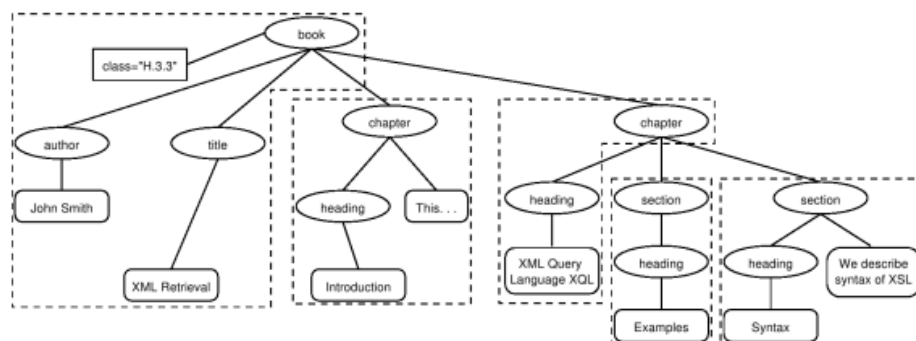 book
class="H.3.3"
chapter
chapter
author
title
John Smith
heading
This. . .
heading
section
section
XML Retrieval
Introduction
XML Query
Language XQL
heading
heading
We describe
syntax of XSL
Examples
Syntax